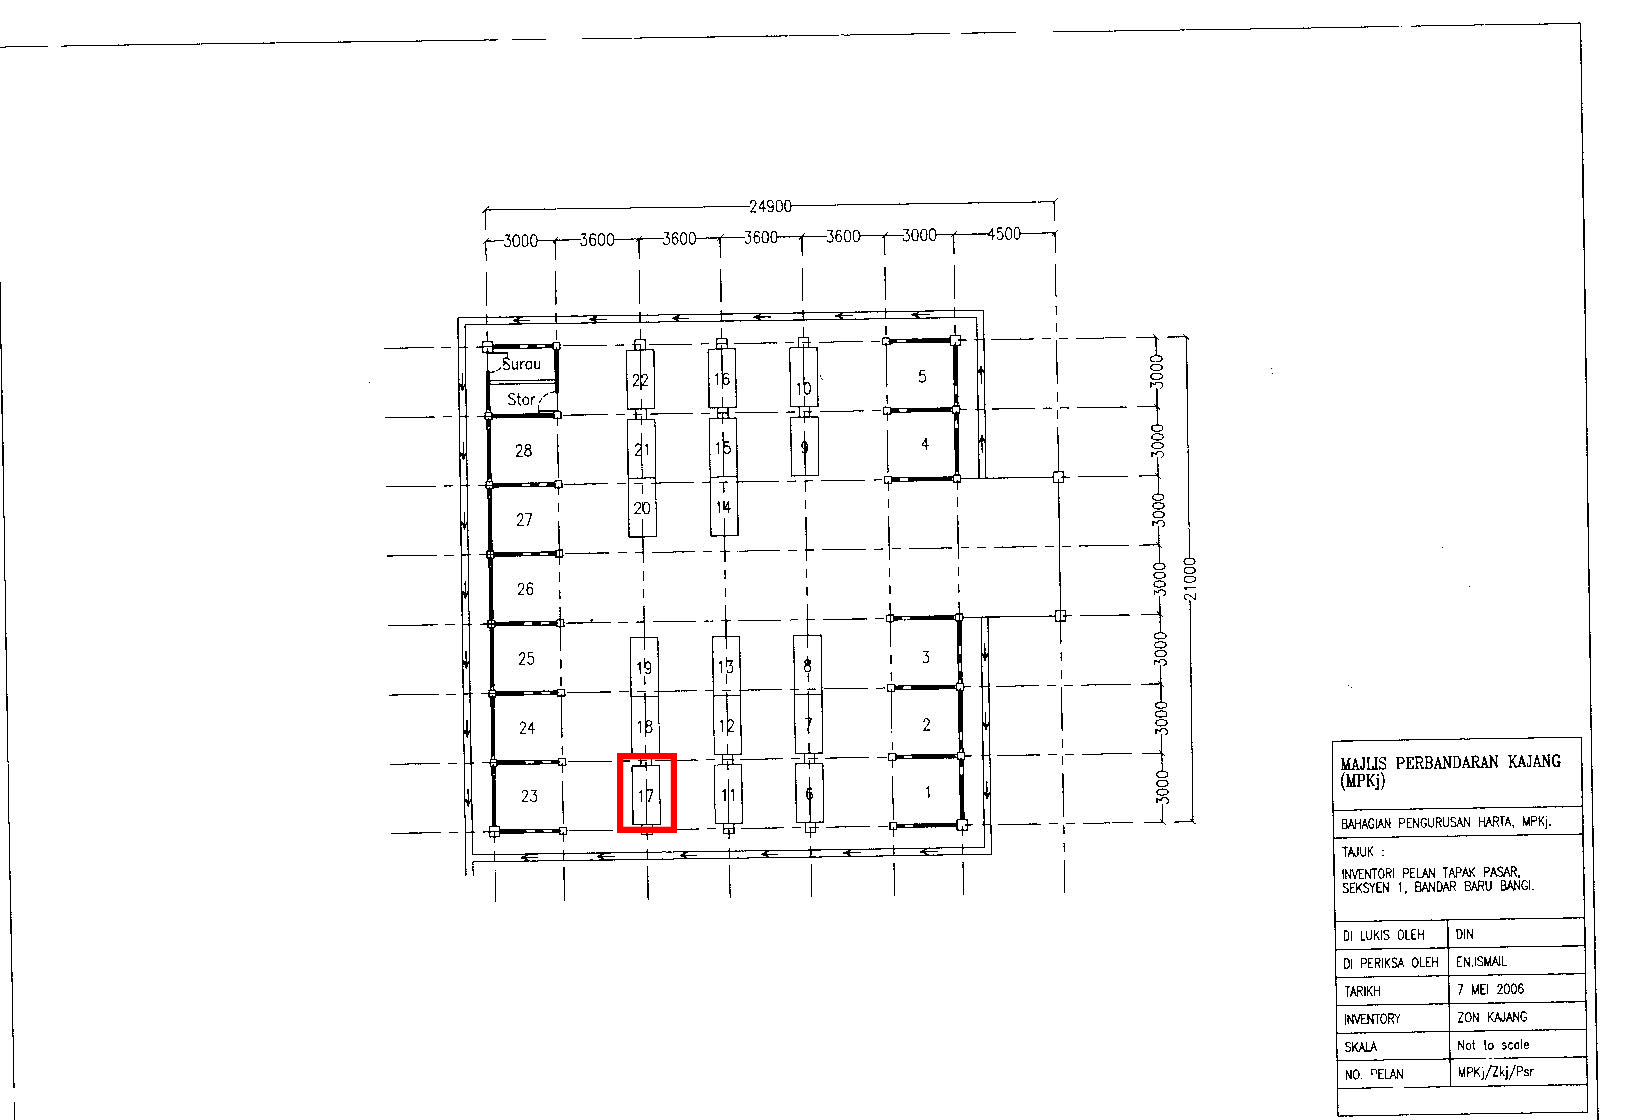 24900
3000 3600 3600 3600 3600 3000 4500
Surau
Stor
22 16 10 5
21 15 9 4
28
20 14
27
26
25 19 13 8 3
24 18 12 7 2
23 17 11 6 1
3000
3000
3000
3000
3000
3000
3000
21000
MAJLIS PERBANDARAN KAJANG
(MPKj)
BAHAGIAN PENGURUSAN HARTA, MPKj.
TAJUK :
INVENTORI PELAN TAPAK PASAR,
SEKSYEN 1, BANDAR BARU BANGI.
DI LUKIS OLEH DIN
DI PERIKSA OLEH EN.ISMAIL
TARIKH 7 MEI 2006
INVENTORY ZON KAJANG
SKALA Not to scale
NO. PELAN MPKj/Zkj/Psr